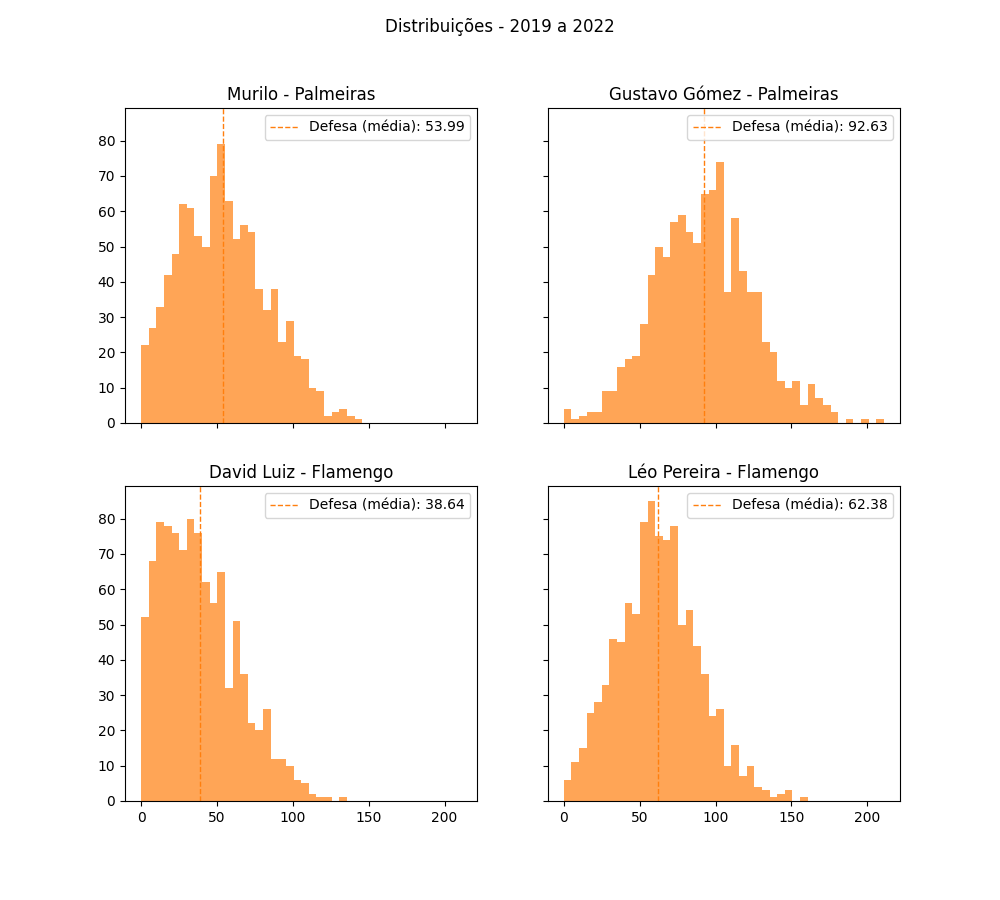 Distribuições - 2019 a 2022
Murilo - Palmeiras
Defesa (média): 53.99
80
70
60
50
40
30
20
10
0
Gustavo Gómez - Palmeiras
Defesa (média): 92.63
David Luiz - Flamengo
Defesa (média): 38.64
80
70
60
50
40
30
20
10
0
0 50 100 150 200
Léo Pereira - Flamengo
Defesa (média): 62.38
0 50 100 150 200